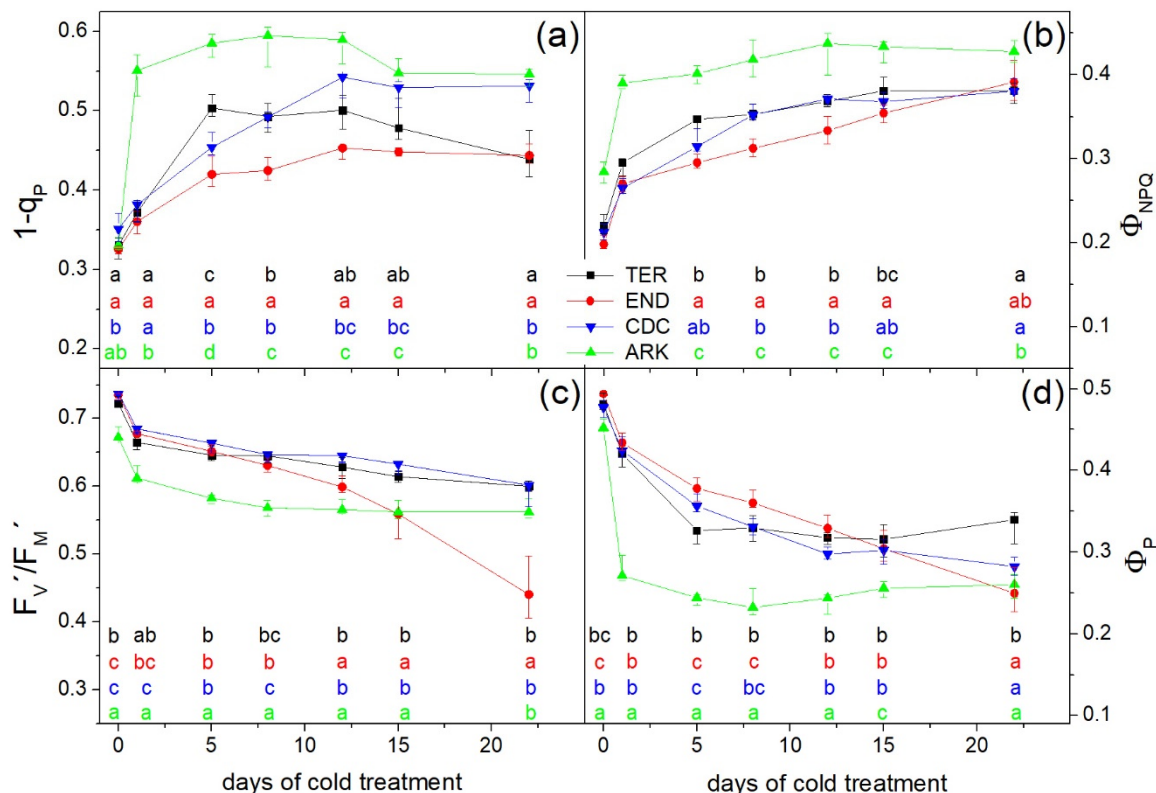 (a)
0.6
0.5
0.4
0.3
0.2
1-qP
a a c b ab ab a
a a a a a a a
b a b b bc bc b
ab b d c c c b
TER
END
CDC
ARK
(b)
0.4
0.3
0.2
0.1
ΦNPQ
b b b bc a
a a a a ab
ab b b ab a
c c c c b
(c)
0.7
0.6
0.5
0.4
0.3
FV´/FM´
b ab b bc b b b
c bc b b a a a
c c b c b b b
a a a a a a b
0 5 10 15 20
days of cold treatment
(d)
0.5
0.4
0.3
0.2
0.1
ΦP
bc b b b b b b
c b c c b b a
b b c bc b b a
a a a a a c a
0 5 10 15 20
days of cold treatment